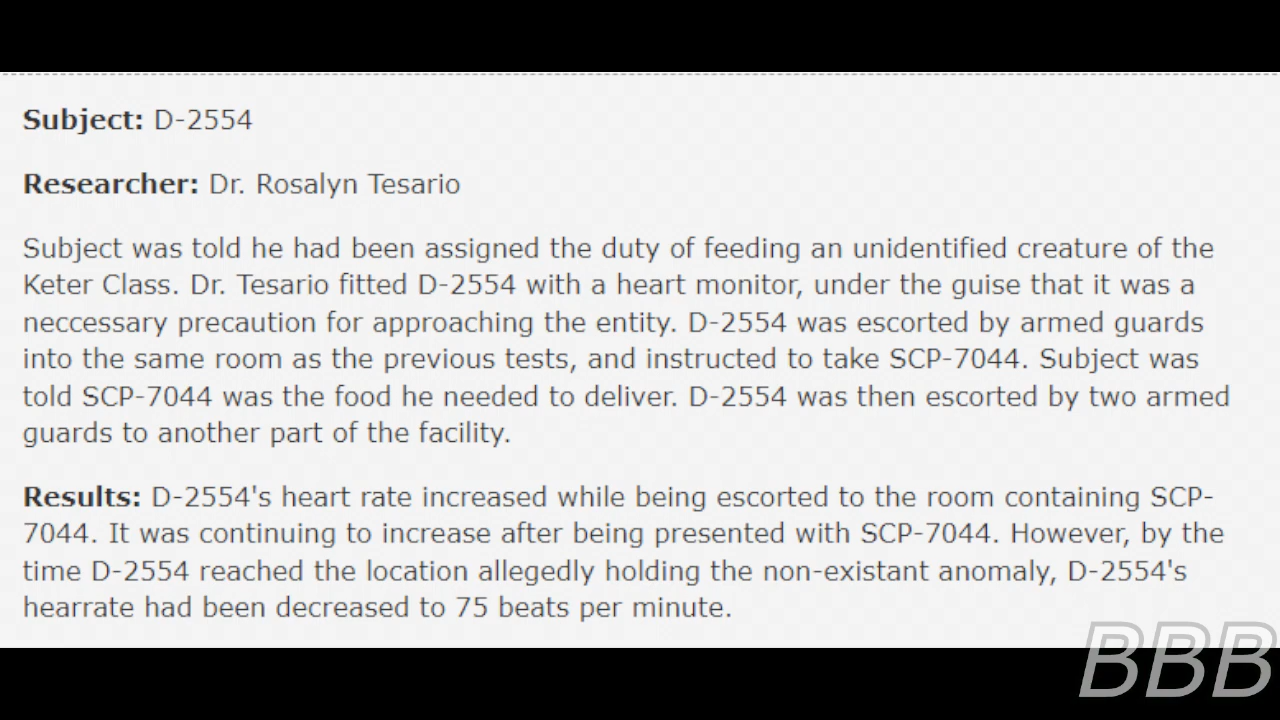 Subject: D-2554
Researcher: Dr. Rosalyn Tesario
Subject was told he had been assigned the duty of feeding an unidentified creature of the
Keter Class. Dr. Tesario fitted D-2554 with a heart monitor, under the guise that it was a
neccessary precaution for approaching the entity. D-2554 was escorted by armed guards
into the same room as the previous tests, and instructed to take SCP-7044. Subject was
told SCP-7044 was the food he needed to deliver. D-2554 was then escorted by two armed
guards to another part of the facility.
Results: D-2554's heart rate increased while being escorted to the room containing SCP-
7044. It was continuing to increase after being presented with SCP-7044. However, by the
time D-2554 reached the location allegedly holding the non-existant anomaly, D-2554's
hearrate had been decreased to 75 beats per minute.
BBB